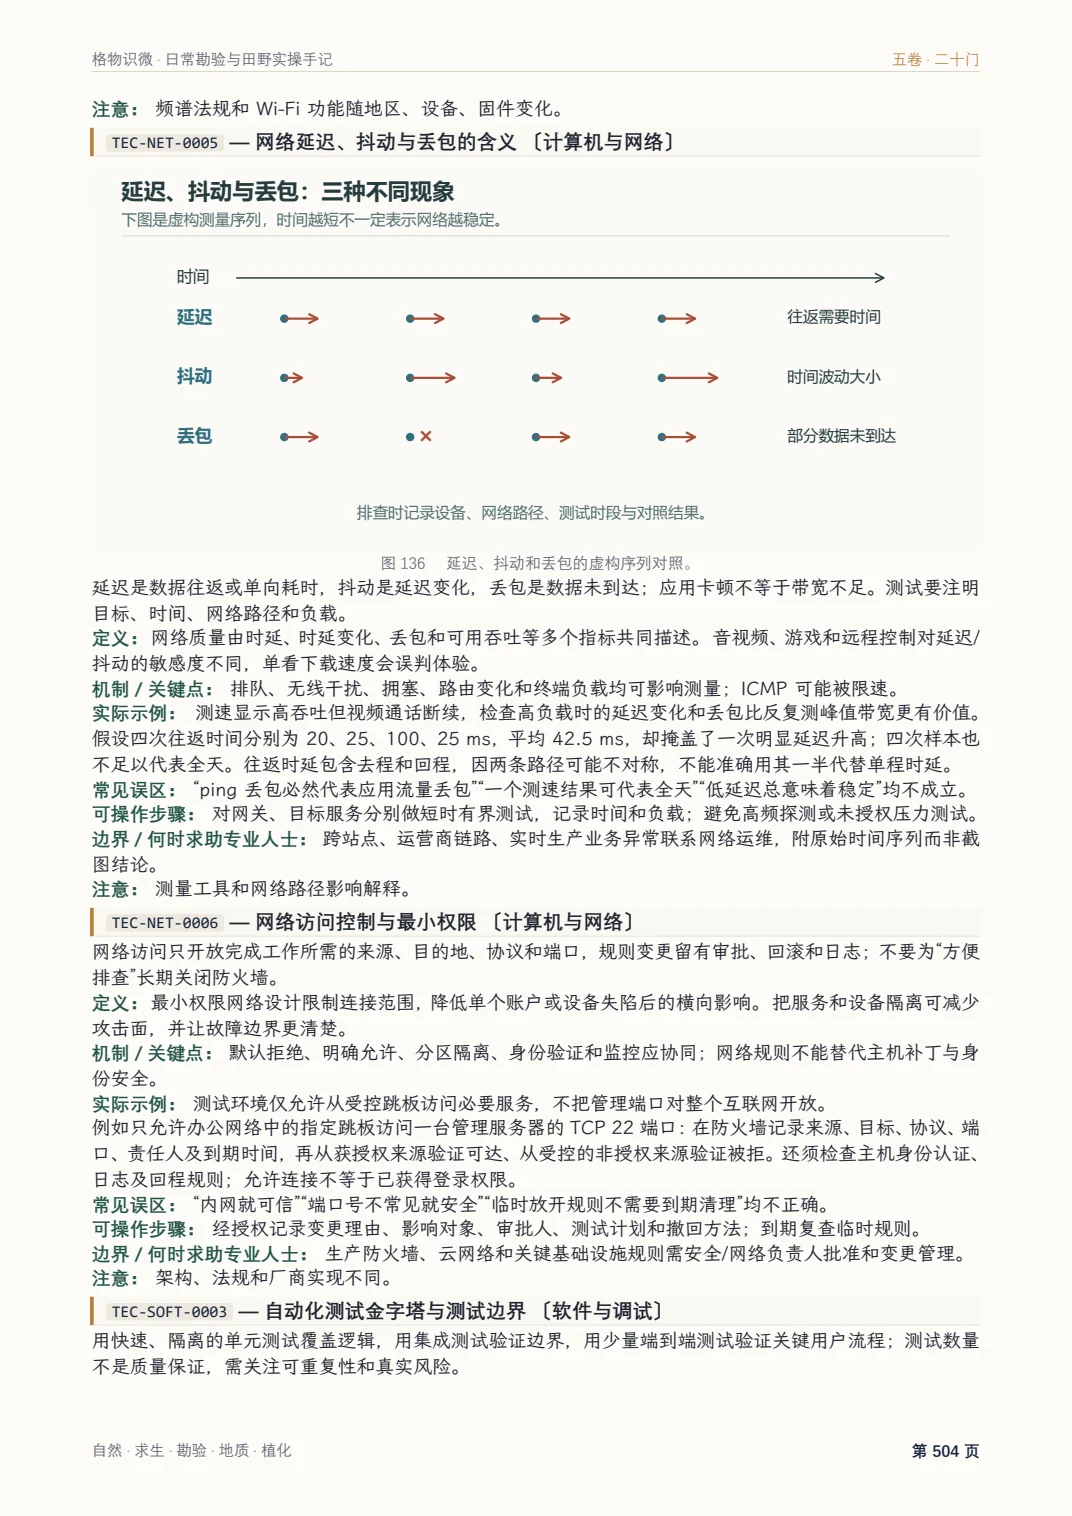 格物识微 · 日常勘验与田野实操手记
五卷 · 二十门
注意： 频谱法规和 Wi-Fi 功能随地区、设备、固件变化。
TEC-NET-0005 — 网络延迟、抖动与丢包的含义 〔计算机与网络〕
延迟、抖动与丢包：三种不同现象
下图是虚构测量序列，时间越短不一定表示网络越稳定。
时间
延迟
往返需要时间
抖动
时间波动大小
丢包
部分数据未到达
排查时记录设备、网络路径、测试时段与对照结果。
图 136 延迟、抖动和丢包的虚构序列对照。
延迟是数据往返或单向耗时，抖动是延迟变化，丢包是数据未到达；应用卡顿不等于带宽不足。测试要注明
目标、时间、网络路径和负载。
定义：网络质量由时延、时延变化、丢包和可用吞吐等多个指标共同描述。音视频、游戏和远程控制对延迟/
抖动的敏感度不同，单看下载速度会误判体验。
机制 / 关键点： 排队、无线干扰、拥塞、路由变化和终端负载均可影响测量；ICMP 可能被限速。
实际示例： 测速显示高吞吐但视频通话断续，检查高负载时的延迟变化和丢包比反复测峰值带宽更有价值。
假设四次往返时间分别为 20、25、100、25 ms，平均 42.5 ms，却掩盖了一次明显延迟升高；四次样本也
不足以代表全天。往返时延包含去程和回程，因两条路径可能不对称，不能准确用其一半代替单程时延。
常见误区： “ping 丢包必然代表应用流量丢包”“一个测速结果可代表全天”“低延迟总意味着稳定”均不成立。
可操作步骤： 对网关、目标服务分别做短时有界测试，记录时间和负载；避免高频探测或未授权压力测试。
边界 / 何时求助专业人士： 跨站点、运营商链路、实时生产业务异常联系网络运维，附原始时间序列而非截
图结论。
注意： 测量工具和网络路径影响解释。
TEC-NET-0006 — 网络访问控制与最小权限 〔计算机与网络〕
网络访问只开放完成工作所需的来源、目的地、协议和端口，规则变更留有审批、回滚和日志；不要为“方便
排查”长期关闭防火墙。
定义：最小权限网络设计限制连接范围，降低单个账户或设备失陷后的横向影响。把服务和设备隔离可减少
攻击面，并让故障边界更清楚。
机制 / 关键点： 默认拒绝、明确允许、分区隔离、身份验证和监控应协同；网络规则不能替代主机补丁与身
份安全。
实际示例： 测试环境仅允许从受控跳板访问必要服务，不把管理端口对整个互联网开放。
例如只允许办公网络中的指定跳板访问一台管理服务器的 TCP 22 端口：在防火墙记录来源、目标、协议、端
口、责任人及到期时间，再从获授权来源验证可达、从受控的非授权来源验证被拒。还须检查主机身份认证、
日志及回程规则；允许连接不等于已获得登录权限。
常见误区： “内网就可信”“端口号不常见就安全”“临时放开规则不需要到期清理”均不正确。
可操作步骤： 经授权记录变更理由、影响对象、审批人、测试计划和撤回方法；到期复查临时规则。
边界 / 何时求助专业人士： 生产防火墙、云网络和关键基础设施规则需安全/网络负责人批准和变更管理。
注意： 架构、法规和厂商实现不同。
TEC-SOFT-0003 — 自动化测试金字塔与测试边界 〔软件与调试〕
用快速、隔离的单元测试覆盖逻辑，用集成测试验证边界，用少量端到端测试验证关键用户流程；测试数量
不是质量保证，需关注可重复性和真实风险。
自然 · 求生 · 勘验 · 地质 · 植化
第 504 页